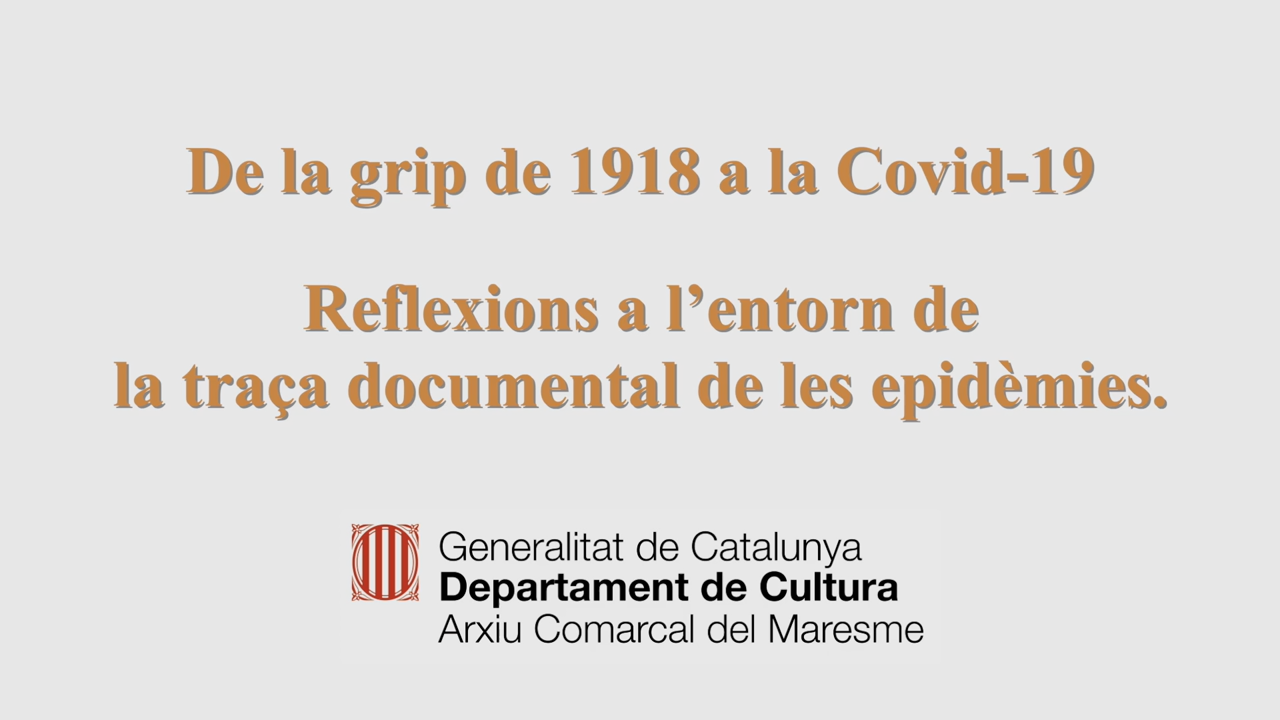 De la grip de 1918 a la Covid-19
Reflexions a l’entorn de
la traça documental de les epidèmies.
Generalitat de Catalunya
Departament de Cultura
Arxiu Comarcal del Maresme